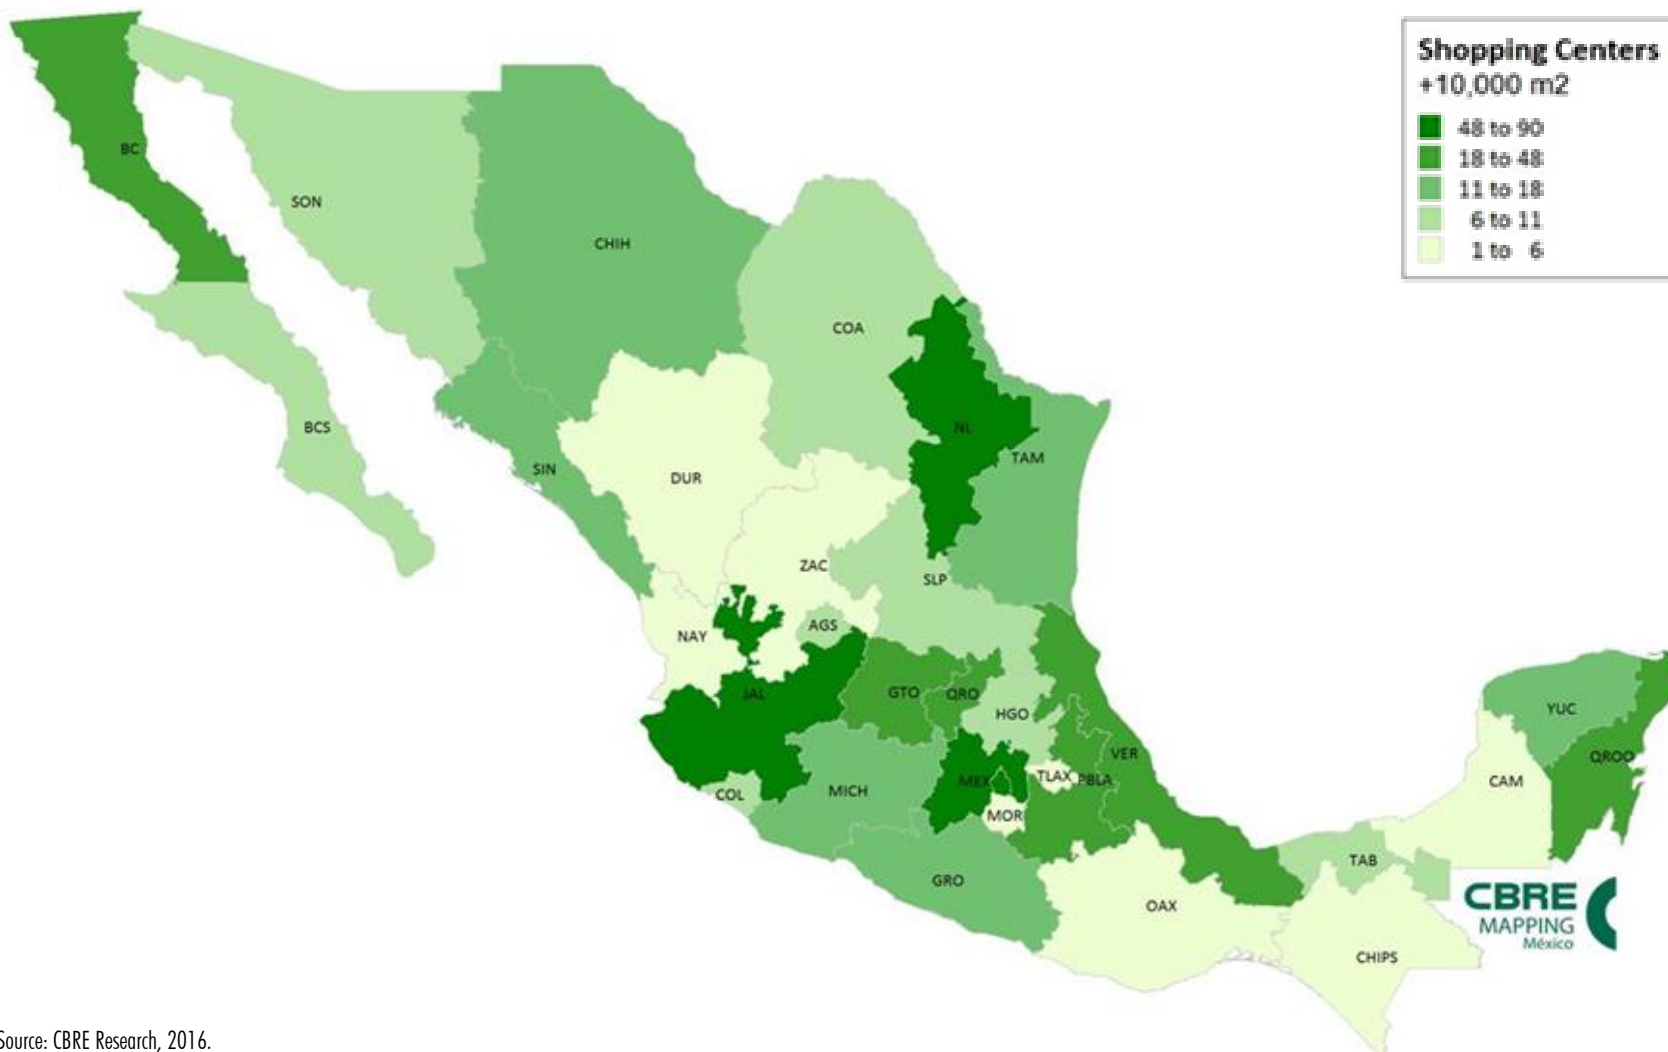 Shopping Centers
+10,000 m2
48 to 90
18 to 48
11 to 18
6 to 11
1 to 6
BC
SON
CHIH
COA
BCS
NL
TAM
SIN
DUR
ZAC
SLP
AGS
NAY
JAL
GTO
QRO
HGO
YUC
VER
QROO
MEX
TLAX
PBLA
CAM
COL
MICH
MOR
TAB
GRO
OAX
CHIPS
CBRE
MAPPING
México
Source: CBRE Research, 2016.